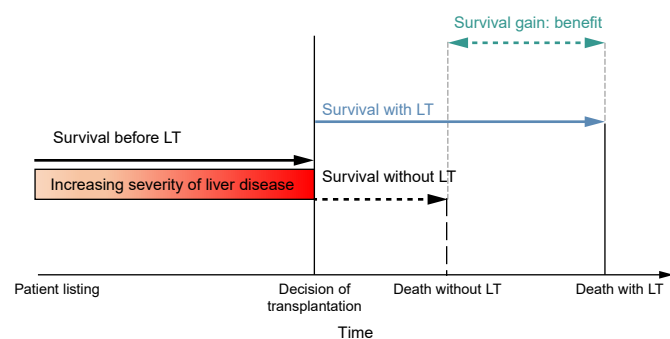 Survival gain: benefit
Survival with LT
Survival before LT
Survival without LT
Increasing severity of liver disease
Patient listing
Decision of
transplantation
Death without LT
Death with LT
Time